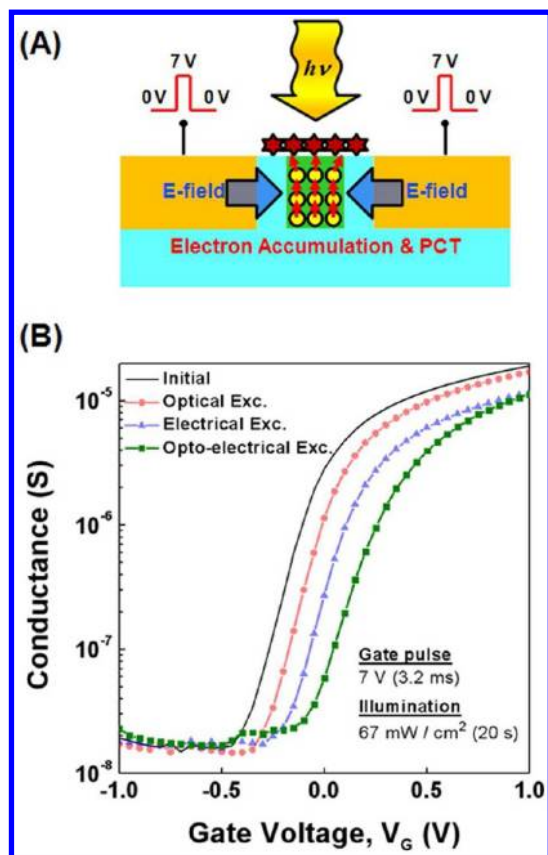 (A)
hν
7 V
0 V 0 V
7 V
0 V 0 V
E-field
E-field
Electron Accumulation & PCT
(B)
Initial
Optical Exc.
Electrical Exc.
Opto-electrical Exc.
10⁻⁵
10⁻⁶
10⁻⁷
10⁻⁸
Conductance (S)
Gate pulse
7 V (3.2 ms)
Illumination
67 mW / cm² (20 s)
-1.0 -0.5 0.0 0.5 1.0
Gate Voltage, V_G (V)